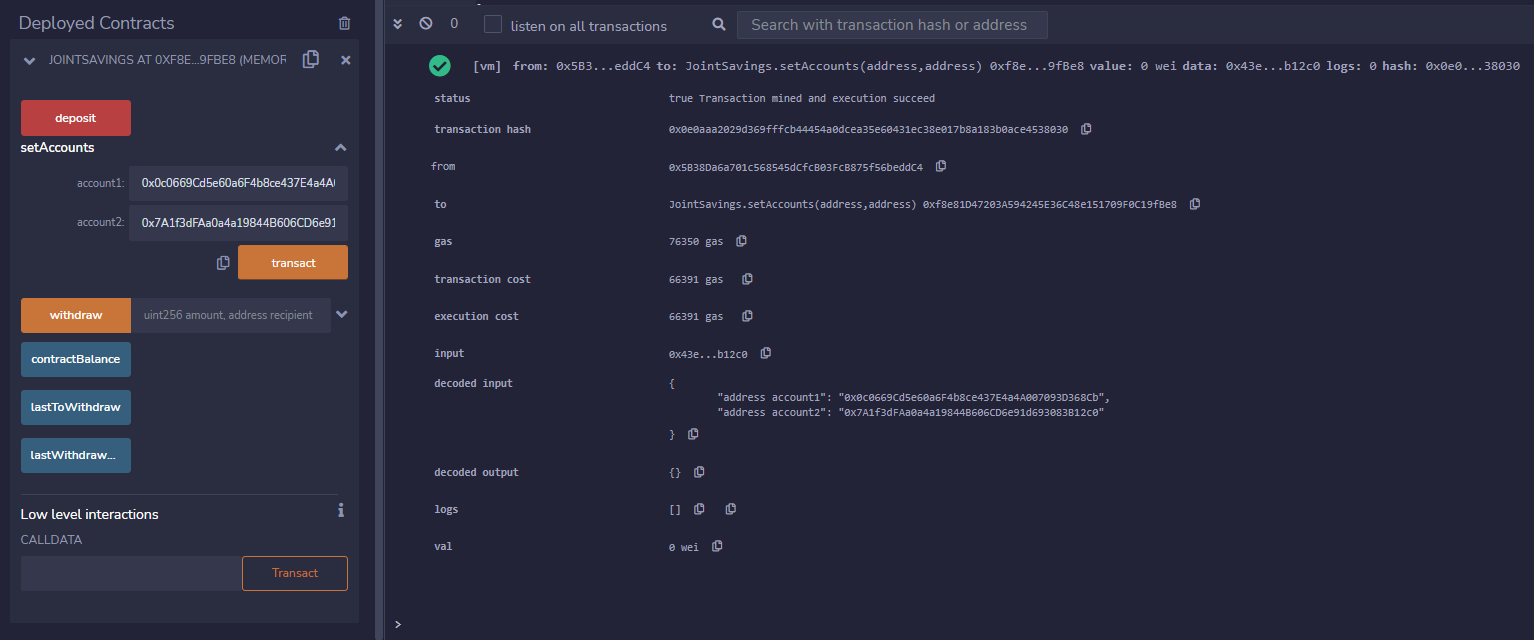 Deployed Contracts
JOINTSAVINGS AT 0XF8E...9FBE8 (MEMOR
deposit
setAccounts
account1: 0x0c0669Cd5e60a6F4b8ce437E4a4A(
account2: 0x7A1f3dFAa0a4a19844B606CD6e91
transact
withdraw uint256 amount, address recipient
contractBalance
lastToWithdraw
lastWithdraw...
Low level interactions
CALLDATA
Transact
0 listen on all transactions Search with transaction hash or address
[vm] from: 0x5B3...eddC4 to: JointSavings.setAccounts(address,address) 0xf8e...9fBe8 value: 0 wei data: 0x43e...b12c0 logs: 0 hash: 0x0e0...38030
status true Transaction mined and execution succeed
transaction hash 0x0e0aaa2029d369fffcb44454a0dcea35e60431ec38e017b8a183b0ace4538030
from 0x5B38Da6a701c568545dCfcB03FcB875f56beddC4
to JointSavings.setAccounts(address,address) 0xf8e81D47203A594245E36C48e151709F0C19fBe8
gas 76350 gas
transaction cost 66391 gas
execution cost 66391 gas
input 0x43e...b12c0
decoded input {
"address account1": "0x0c0669Cd5e60a6F4b8ce437E4a4A007093D368Cb",
"address account2": "0x7A1f3dFAa0a4a19844B606CD6e91d693083B12c0"
}
decoded output {}
logs []
val 0 wei
>